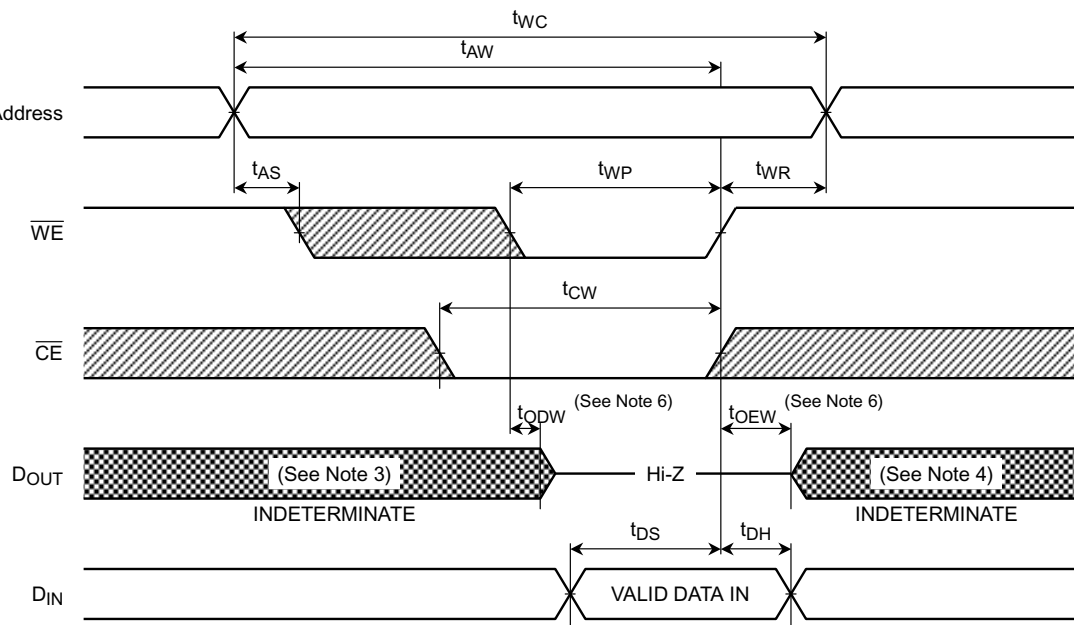 tWC
tAW
Address
tAS
tWP
tWR
WE
tCW
CE
tODW
(See Note 6)
tOEW
(See Note 6)
DOUT
(See Note 3)
Hi-Z
(See Note 4)
INDETERMINATE
INDETERMINATE
tDS
tDH
DIN
VALID DATA IN